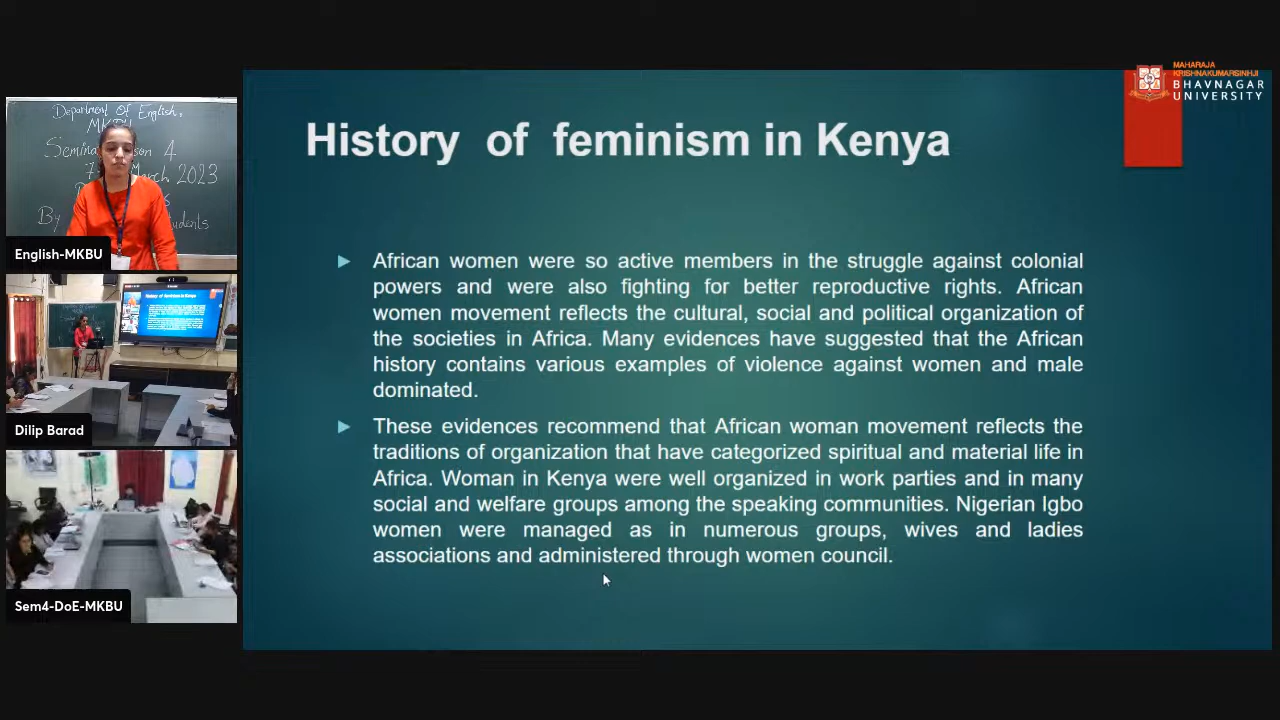 MAHARAJA
KRISHNAKUMARSINHJI
BHAVNAGAR
UNIVERSITY
History of feminism in Kenya
African women were so active members in the struggle against colonial
powers and were also fighting for better reproductive rights. African
women movement reflects the cultural, social and political organization of
the societies in Africa. Many evidences have suggested that the African
history contains various examples of violence against women and male
dominated.
These evidences recommend that African woman movement reflects the
traditions of organization that have categorized spiritual and material life in
Africa. Woman in Kenya were well organized in work parties and in many
social and welfare groups among the speaking communities. Nigerian Igbo
women were managed as in numerous groups, wives and ladies
associations and administered through women council.
Department Of English,
MKBU
4
March 2023
By
English-MKBU
History of feminism in Kenya
Dilip Barad
Sem4-DoE-MKBU